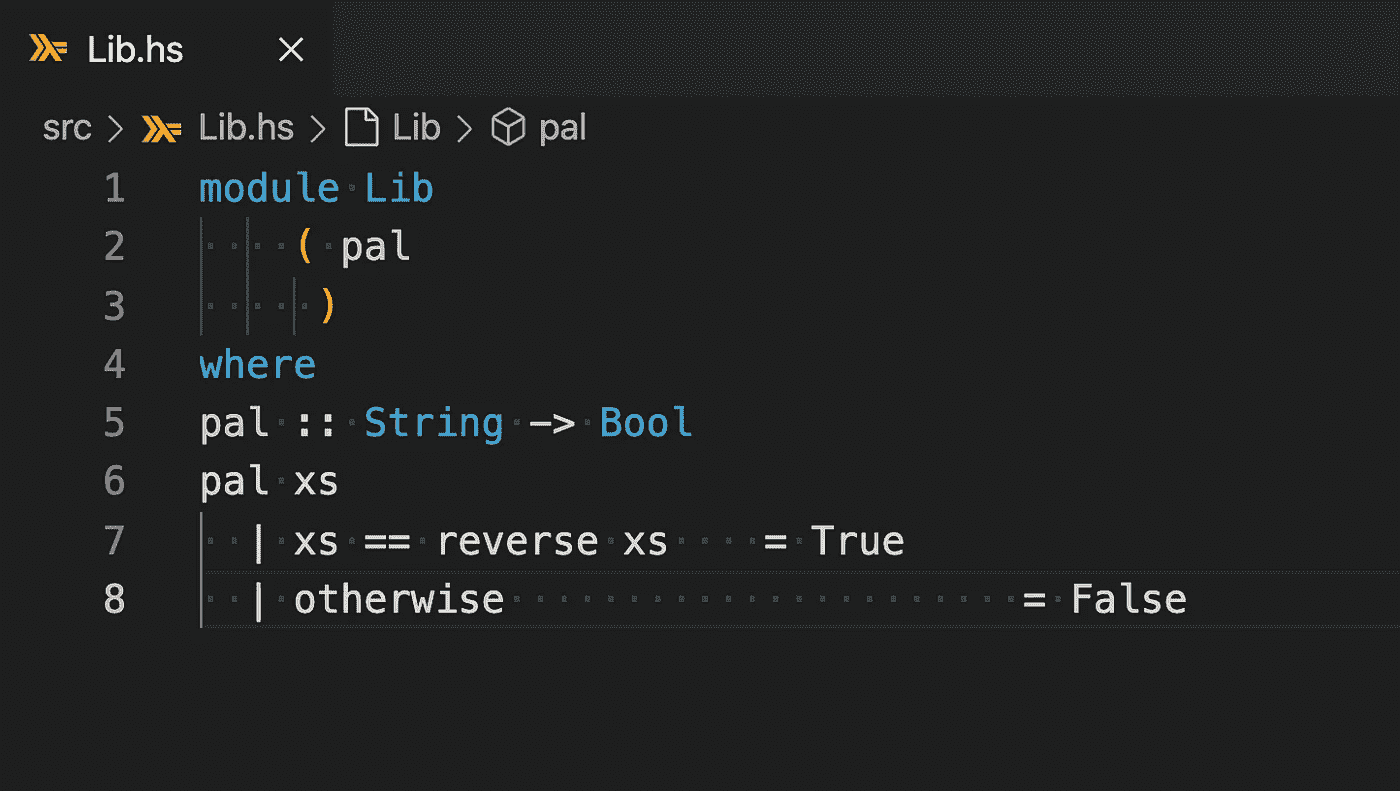 Lib.hs ×
src > Lib.hs > Lib > pal
1 module Lib
2     ( pal
3      )
4 where
5 pal :: String -> Bool
6 pal xs
7   | xs == reverse xs    = True
8   | otherwise                      = False